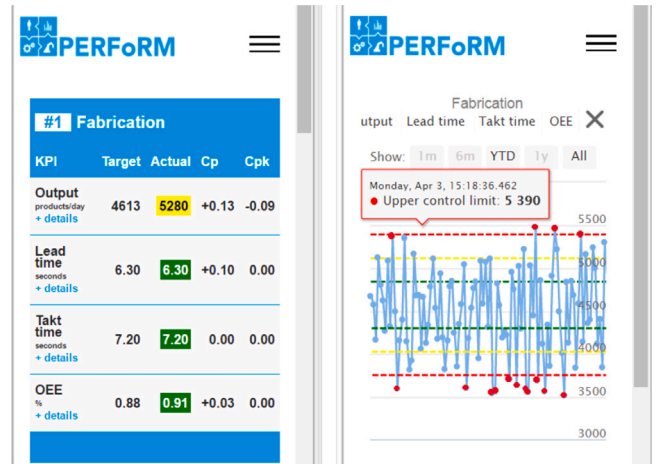 PERFoRM
#1 Fabrication
KPI Target Actual Cp Cpk
Output
products/day
+ details
4613 5280 +0.13 -0.09
Lead
time
seconds
+ details
6.30 6.30 +0.10 0.00
Takt
time
seconds
+ details
7.20 7.20 0.00 0.00
OEE
%
+ details
0.88 0.91 +0.03 0.00
PERFoRM
Fabrication
utput Lead time Takt time OEE
Show: 1m 6m YTD 1y All
Monday, Apr 3, 15:18:36.462
Upper control limit: 5 390
5500
5000
4500
4000
3500
3000